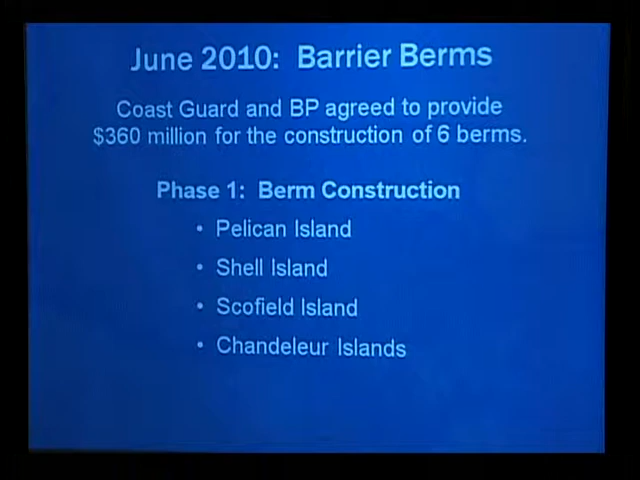 June 2010: Barrier Berms
Coast Guard and BP agreed to provide
$360 million for the construction of 6 berms.
Phase 1: Berm Construction
• Pelican Island
• Shell Island
• Scofield Island
• Chandeleur Islands